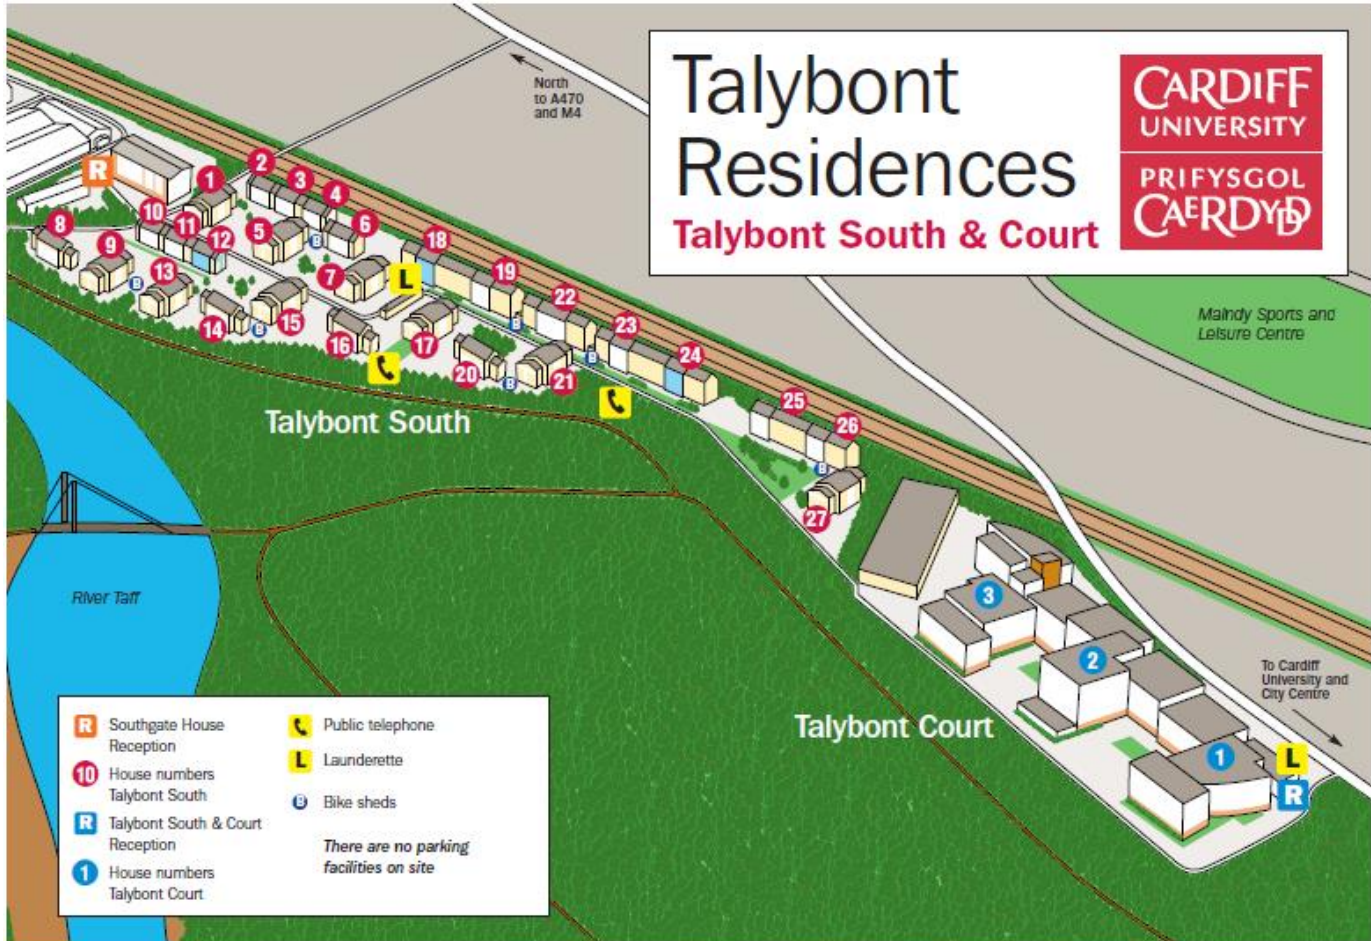 Talybont
Residences
Talybont South & Court
CARDIFF
UNIVERSITY
PRIFYSGOL
CAERDYDD
North
to A470
and M4
Maindy Sports and
Leisure Centre
R
1
2
3
4
5
6
7
8
9
10
11
12
13
14
15
16
17
18
19
20
21
22
23
24
25
26
27
L
B
B
B
B
B
B
B
Talybont South
River Taff
3
2
1
Talybont Court
To Cardiff
University and
City Centre
L
R
R Southgate House
Reception
10 House numbers
Talybont South
R Talybont South & Court
Reception
1 House numbers
Talybont Court
Public telephone
L Launderette
B Bike sheds
There are no parking
facilities on site